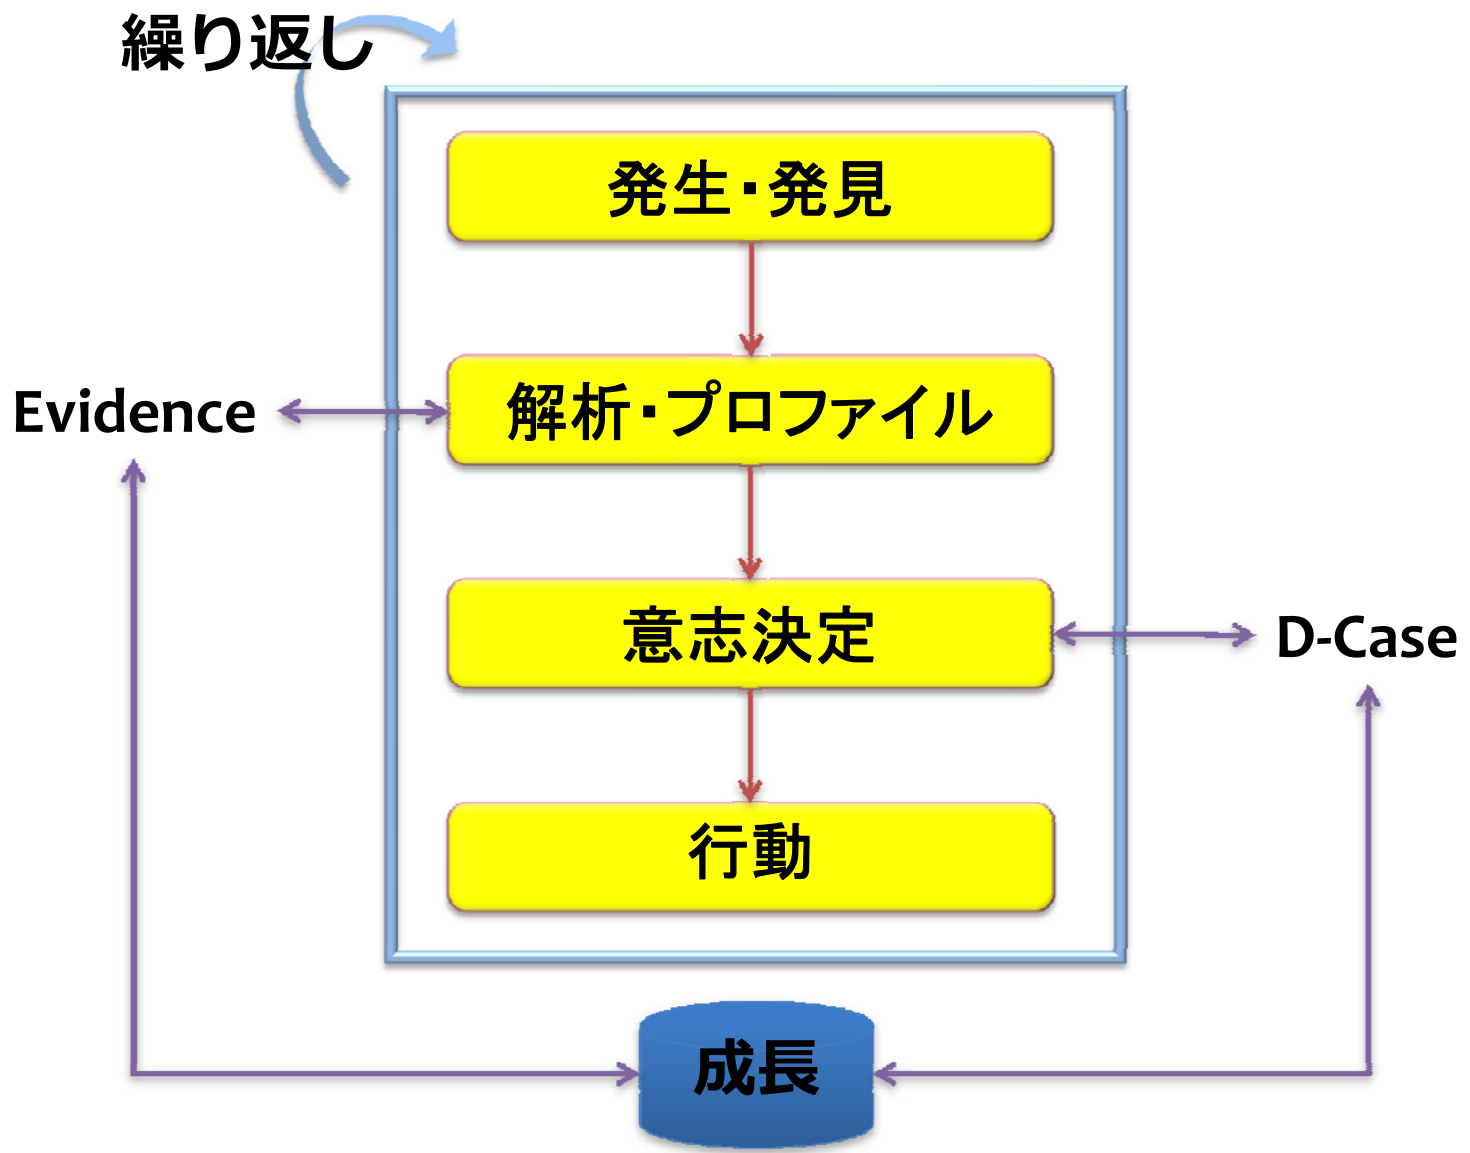 繰り返し
発生・発見
解析・プロファイル
Evidence
意志決定
D-Case
行動
成長